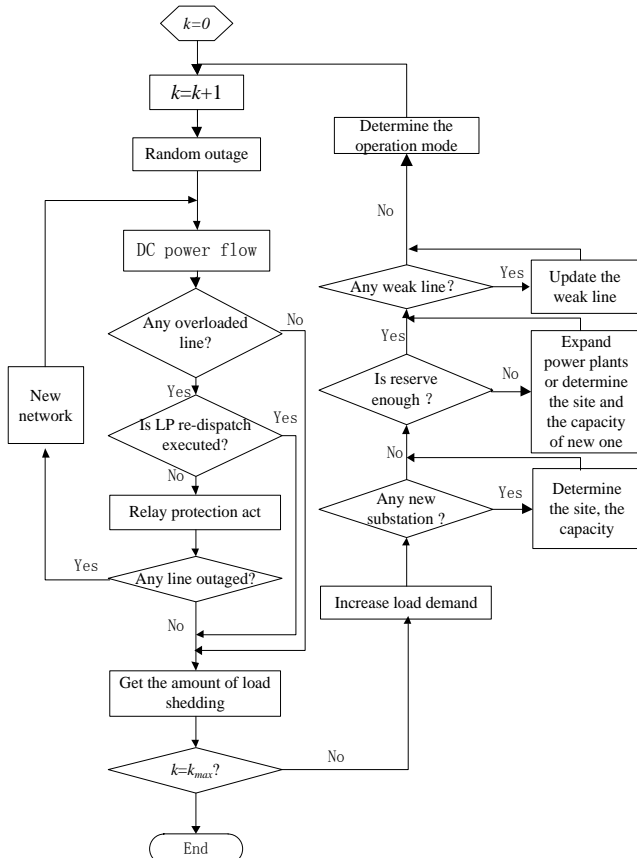 k=0
k=k+1
Random outage
DC power flow
Any overloaded
line?
No
Yes
Is LP re-dispatch
executed?
Yes
No
Relay protection act
Any line outaged?
Yes
New
network
No
Get the amount of load
shedding
k=kmax?
No
End
Increase load demand
Any new
substation ?
Yes
Determine
the site, the
capacity
No
Is reserve
enough ?
No
Expand
power plants
or determine
the site and
the capacity
of new one
Yes
Any weak line?
Yes
Update the
weak line
No
Determine the
operation mode